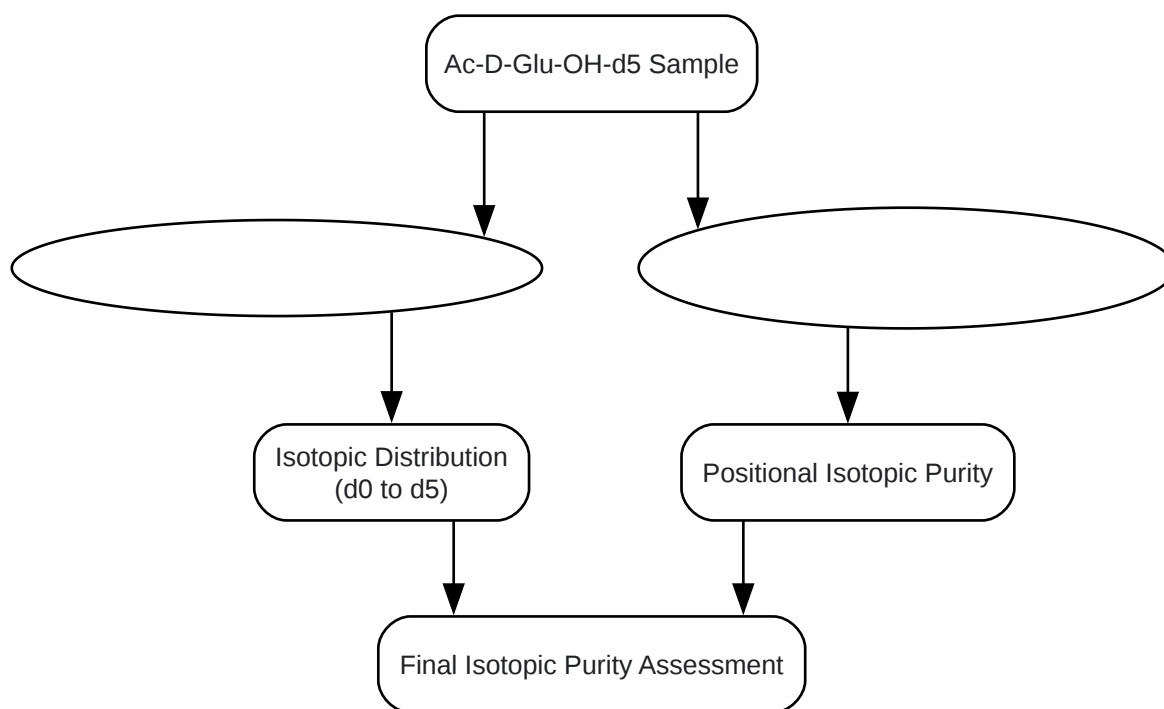 Ac-D-Glu-OH-d5 Sample
Isotopic Distribution
(d0 to d5)
Positional Isotopic Purity
Final Isotopic Purity Assessment